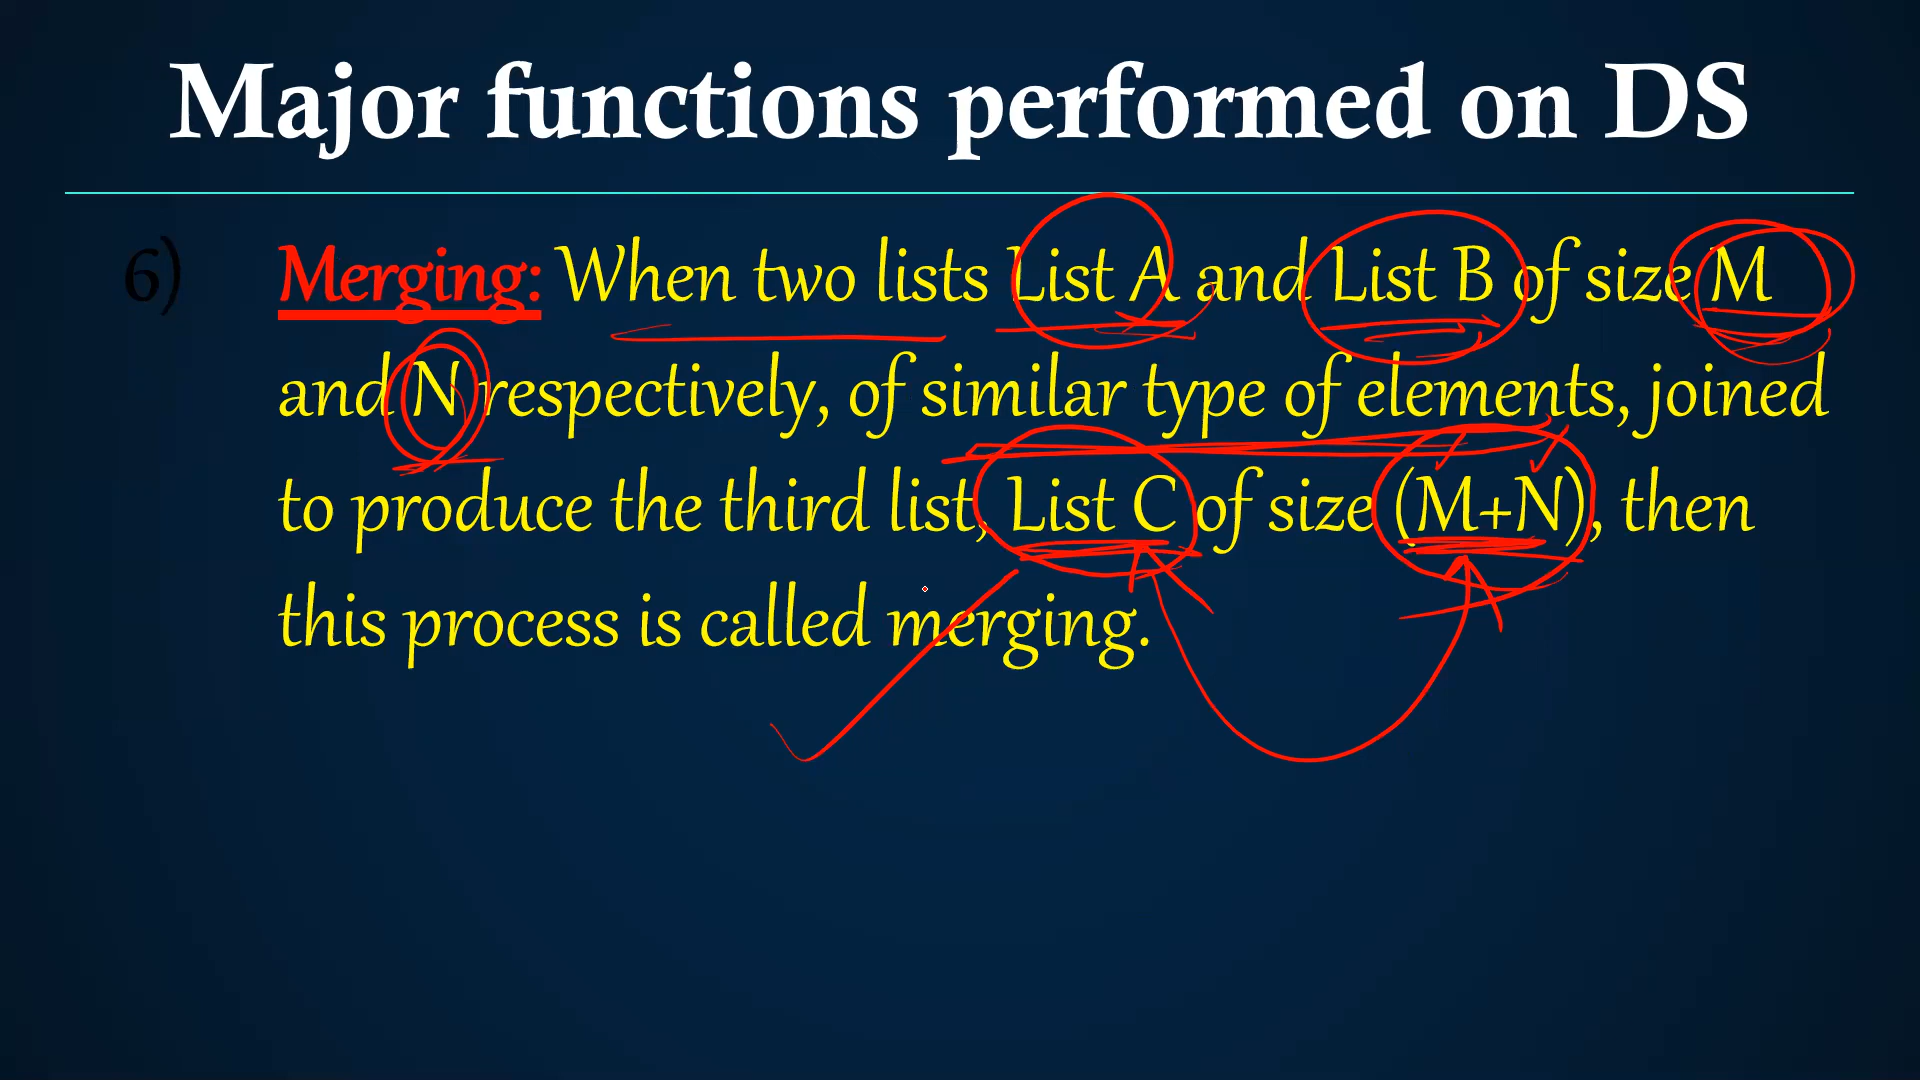 Major functions performed on DS
6) Merging: When two lists List A and List B of size M
and N respectively, of similar type of elements, joined
to produce the third list, List C of size (M+N), then
this process is called merging.